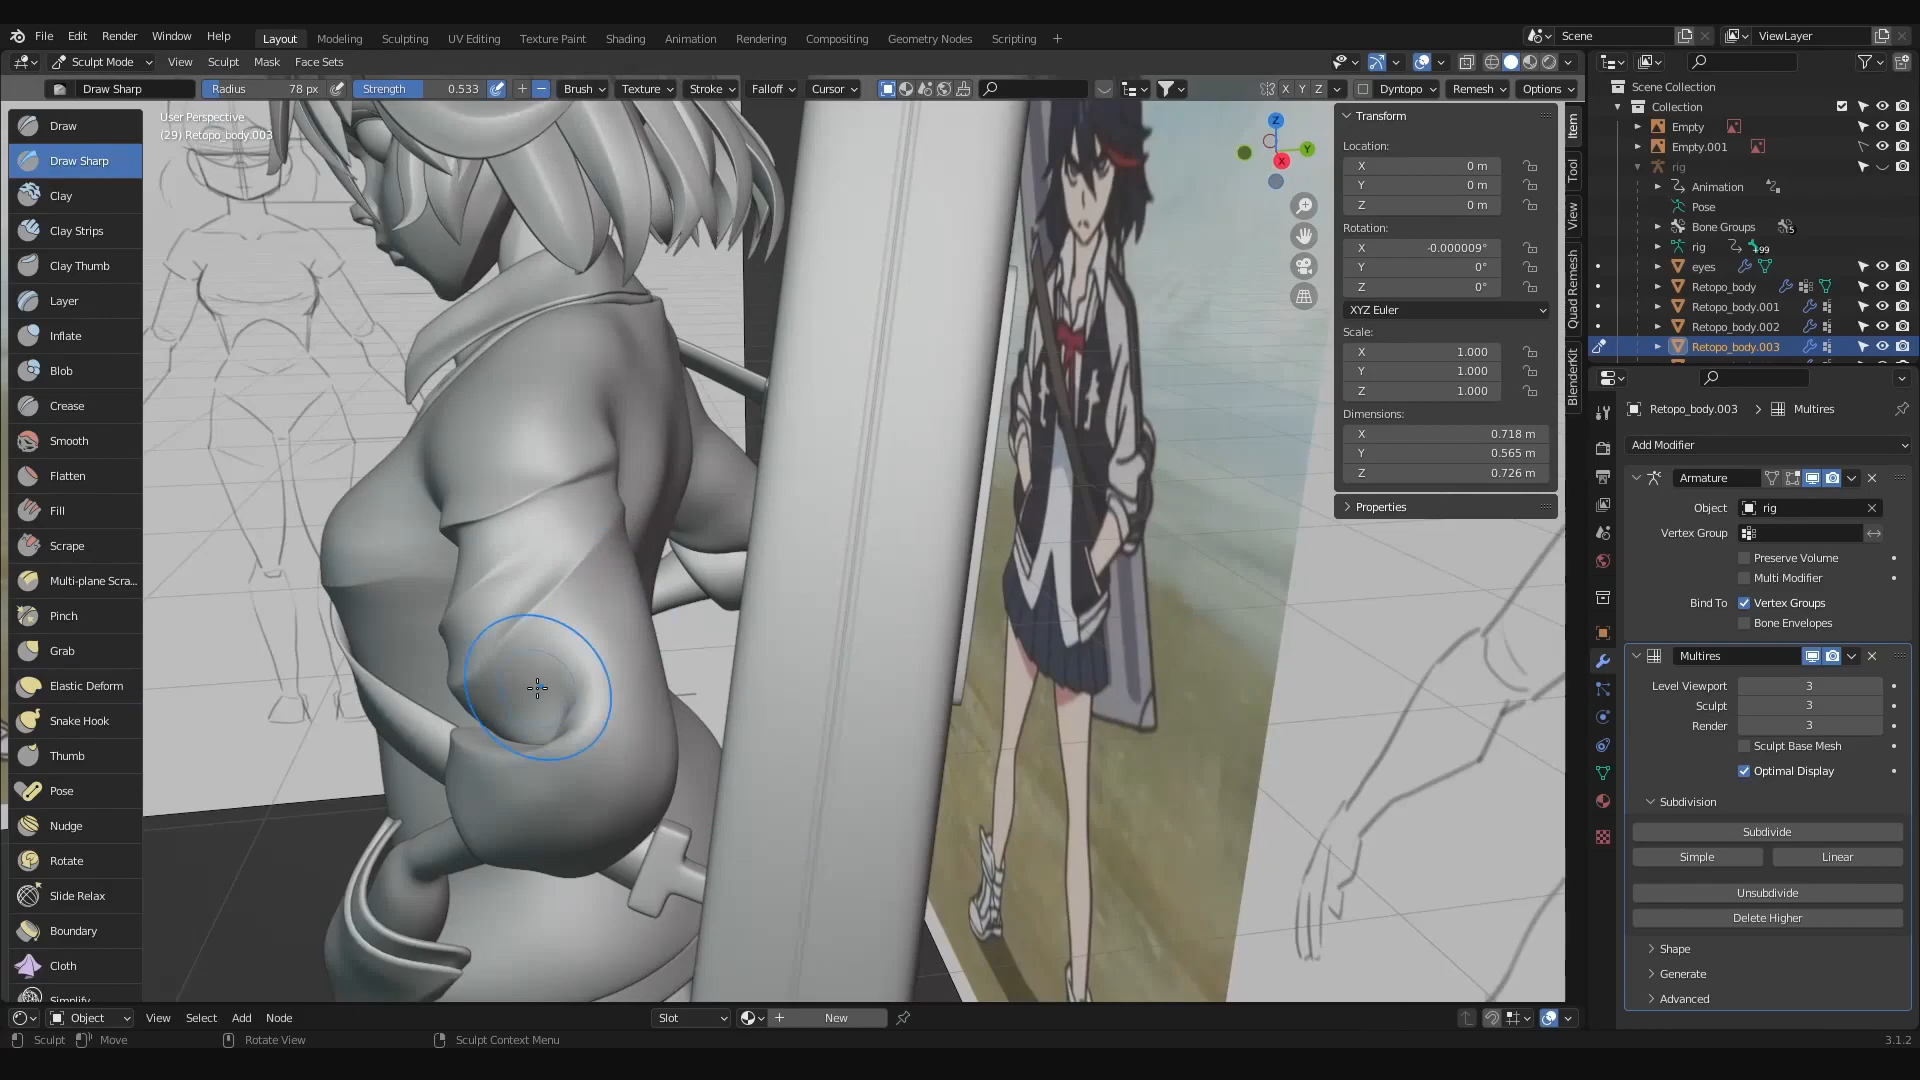 File Edit Render Window Help Layout Modeling Sculpting UV Editing Texture Paint Shading Animation Rendering Compositing Geometry Nodes Scripting + Scene ViewLayer
Sculpt Mode View Sculpt Mask Face Sets
Draw Sharp Radius 78 px Strength 0.533 Brush Texture Stroke Falloff Cursor X Y Z Dyntopo Remesh Options
User Perspective
(29) Retopo_body.003
Draw
Draw Sharp
Clay
Clay Strips
Clay Thumb
Layer
Inflate
Blob
Crease
Smooth
Flatten
Fill
Scrape
Multi-plane Scra...
Pinch
Grab
Elastic Deform
Snake Hook
Thumb
Pose
Nudge
Rotate
Slide Relax
Boundary
Cloth
Simplify
Z
Y
X
Transform
Location:
X 0 m
Y 0 m
Z 0 m
Rotation:
X -0.000009°
Y 0°
Z 0°
XYZ Euler
Scale:
X 1.000
Y 1.000
Z 1.000
Dimensions:
X 0.718 m
Y 0.565 m
Z 0.726 m
Properties
Item
Tool
View
Quad Remesh
BlenderKit
Scene Collection
Collection
Empty
Empty.001
rig
Animation
Pose
Bone Groups 5
rig +99
eyes
Retopo_body
Retopo_body.001
Retopo_body.002
Retopo_body.003
Retopo_body.003 Multires
Add Modifier
Armature
Object rig
Vertex Group
Preserve Volume
Multi Modifier
Bind To Vertex Groups
Bone Envelopes
Multires
Level Viewport 3
Sculpt 3
Render 3
Sculpt Base Mesh
Optimal Display
Subdivision
Subdivide
Simple Linear
Unsubdivide
Delete Higher
Shape
Generate
Advanced
Object View Select Add Node Slot New
Sculpt Move Rotate View Sculpt Context Menu 3.1.2